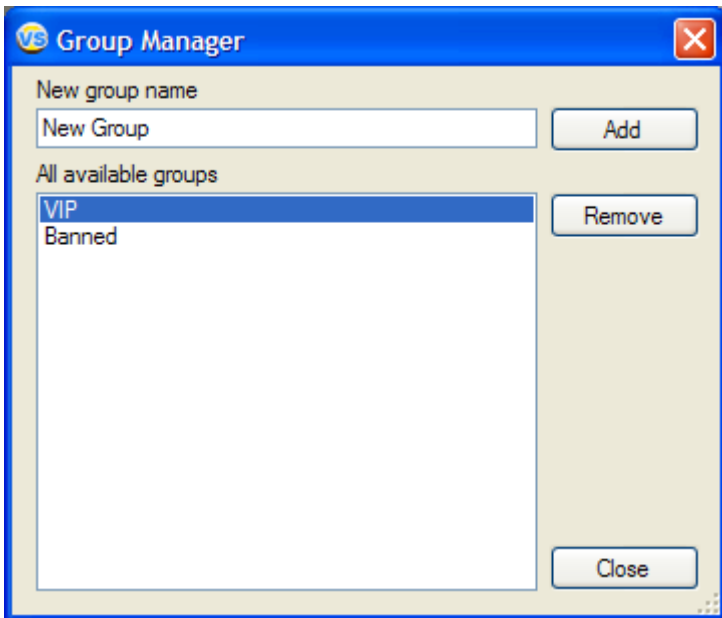 VS Group Manager
New group name
New Group
Add
All available groups
VIP
Remove
Banned
Close